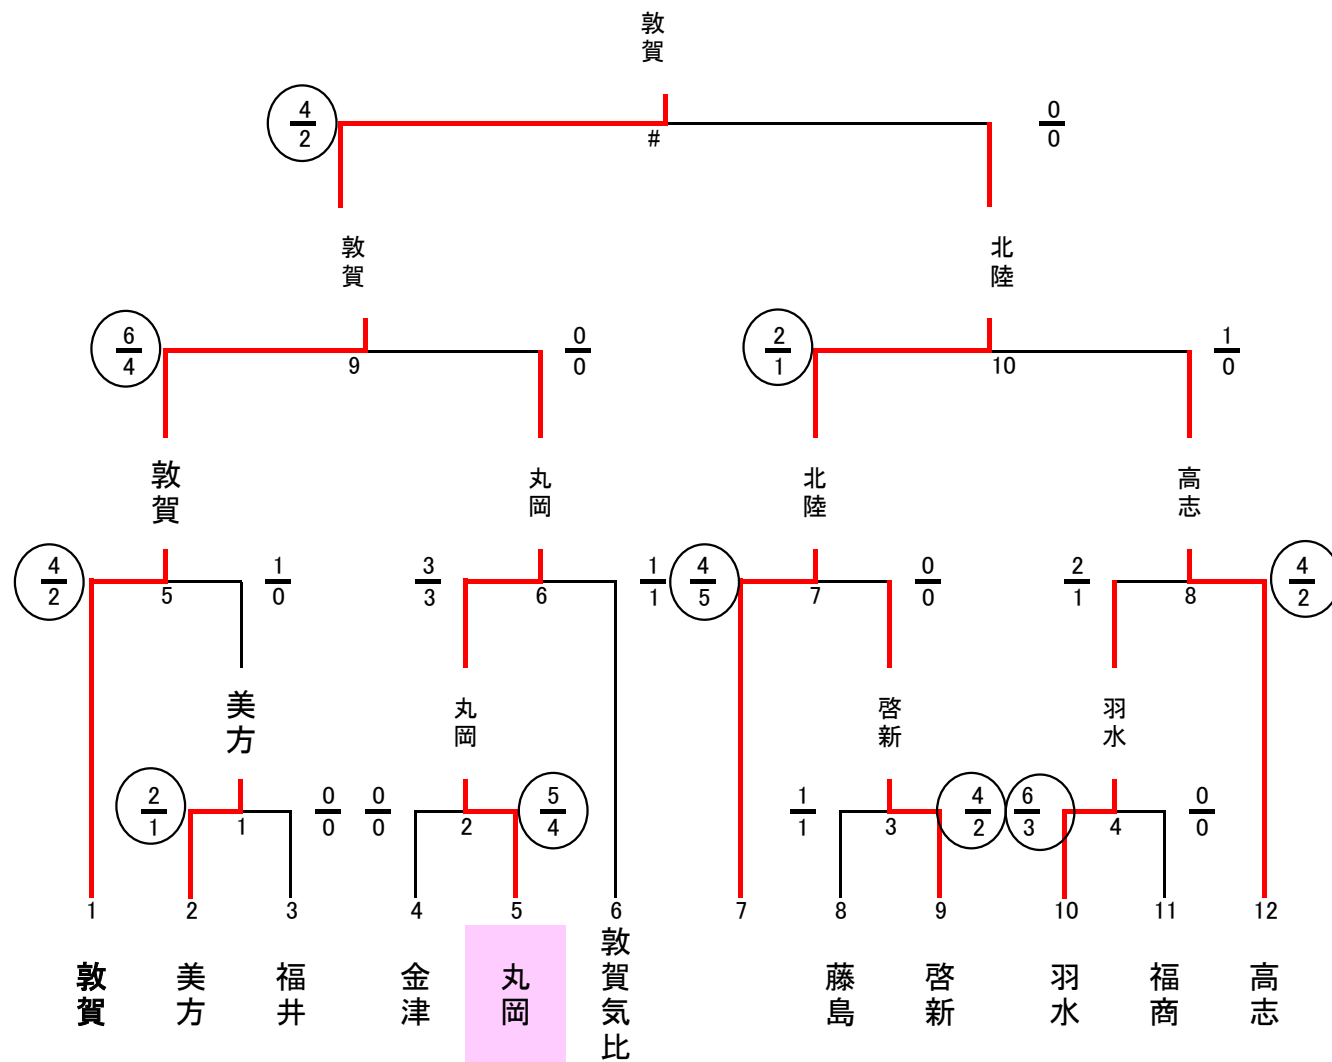 敦賀
4 0
2 # 0
敦賀 北陸
6 0 2 1
4 9 0 1 10 0
敦賀 丸岡 北陸 高志
4 1 3 1 4 0 2 4
2 5 0 3 6 1 5 7 0 1 8 2
美方 丸岡 啓新 羽水
2 0 0 5 1 4 6 0
1 1 0 0 2 4 1 3 2 3 4 0
1 2 3 4 5 6 7 8 9 10 11 12
敦賀 美方 福井 金津 丸岡 敦賀気比 藤島 啓新 羽水 福商 高志